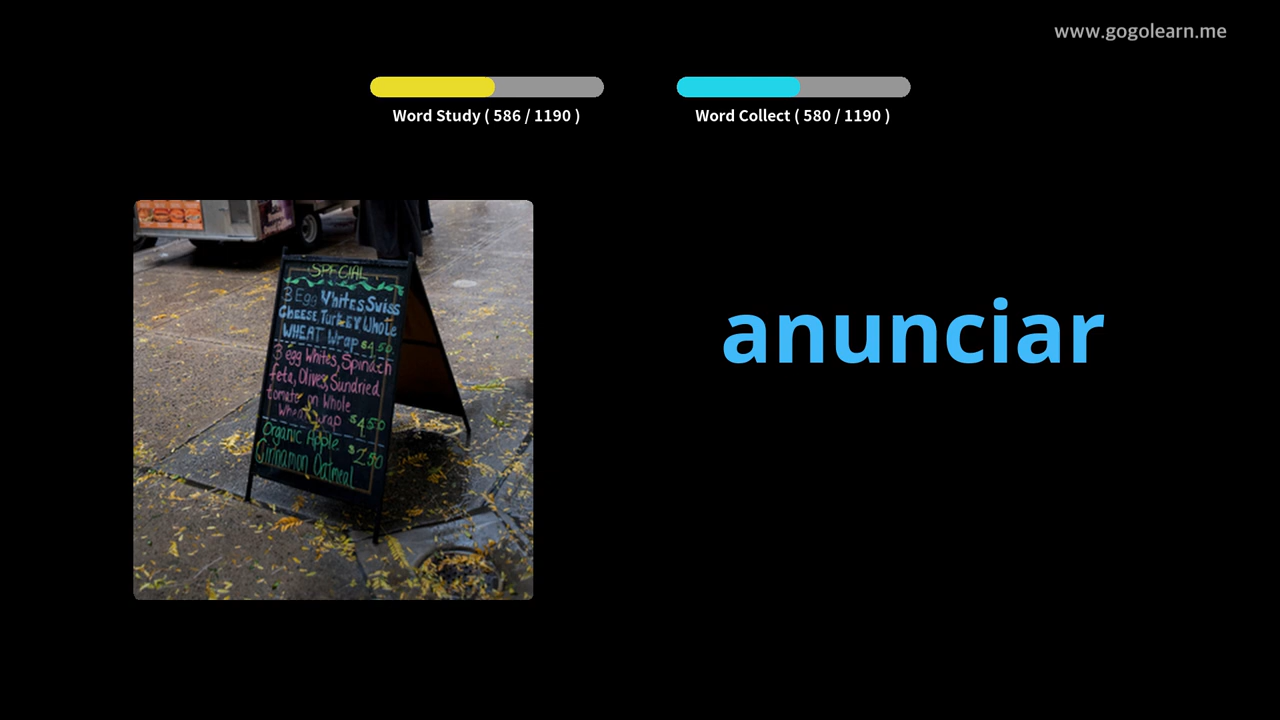 www.gogolearn.me
Word Study ( 586 / 1190 )
Word Collect ( 580 / 1190 )
SPECIAL
3 Egg Whites Swiss
Cheese, Turkey Whole
WHEAT Wrap $4.50
3 egg Whites, Spinach
feta, Olives, Sundried
tomato on Whole
Wheat Wrap $4.50
Organic Apple
Cinnamon Oatmeal $2.50
anunciar